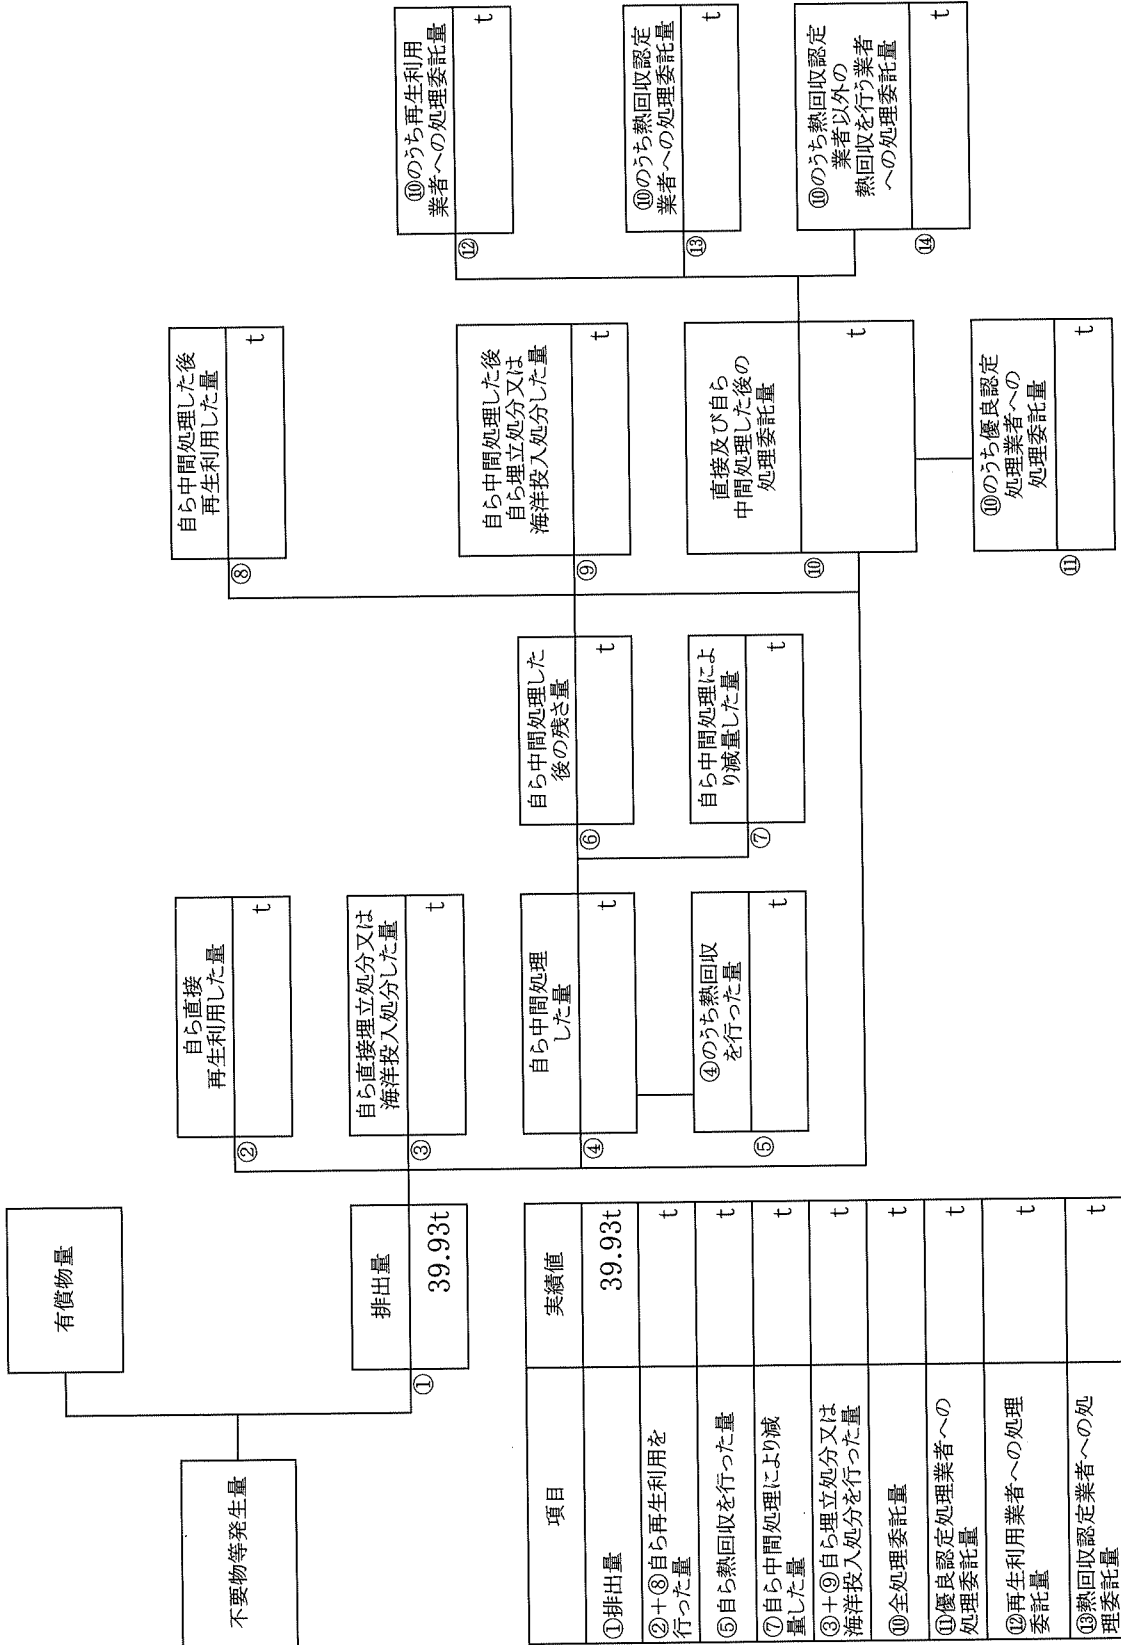 不要物等発生量
有償物量
①
排出量
39.93t
②
自ら直接
再生利用した量
t
③
自ら直接埋立処分又は
海洋投入処分した量
t
④
自ら中間処理
した量
t
⑤
④のうち熱回収
を行った量
t
⑥
自ら中間処理した
後の残さ量
t
⑦
自ら中間処理によ
り減量した量
t
⑧
自ら中間処理した後
再生利用した量
t
⑨
自ら中間処理した後
自ら埋立処分又は
海洋投入処分した量
t
⑩
直接及び自ら
中間処理した後の
処理委託量
t
⑪
⑩のうち優良認定
処理業者への
処理委託量
t
⑫
⑩のうち再生利用
業者への処理委託量
t
⑬
⑩のうち熱回収認定
業者への処理委託量
t
⑭
⑩のうち熱回収認定
業者以外の
熱回収を行う業者
への処理委託量
t
項目 実績値
①排出量 39.93t
②+⑧自ら再生利用を
行った量 t
⑤自ら熱回収を行った量 t
⑦自ら中間処理により減
量した量 t
③+⑨自ら埋立処分又は
海洋投入処分を行った量 t
⑩全処理委託量 t
⑪優良認定処理業者への
処理委託量 t
⑫再生利用業者への処理
委託量 t
⑬熱回収認定業者への処
理委託量 t